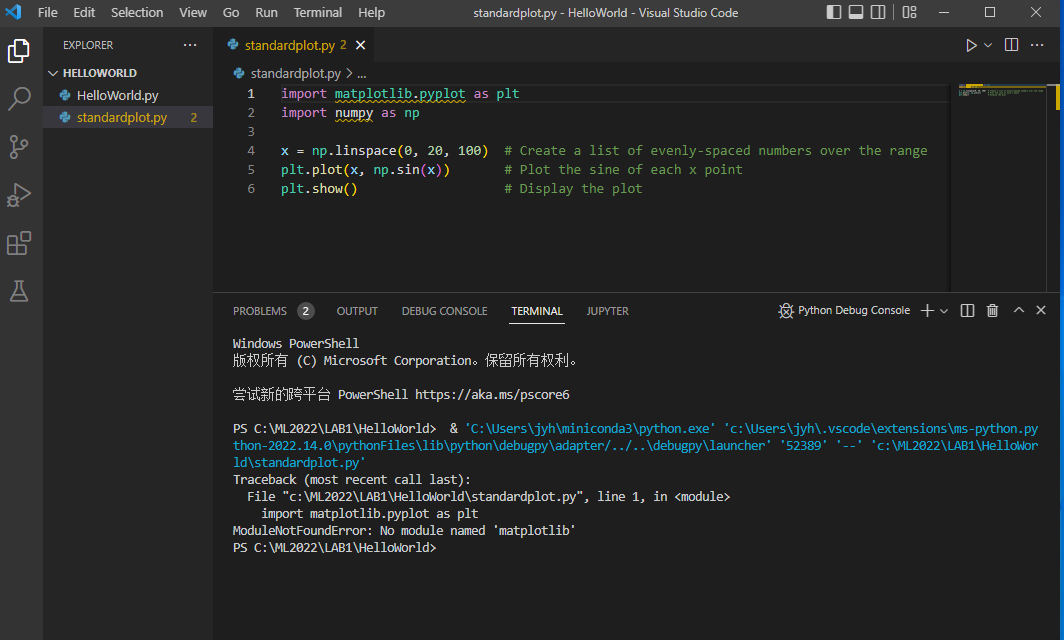 File Edit Selection View Go Run Terminal Help standardplot.py - HelloWorld - Visual Studio Code
EXPLORER
HELLOWORLD
HelloWorld.py
standardplot.py 2
standardplot.py 2
standardplot.py > ...
1 import matplotlib.pyplot as plt
2 import numpy as np
3
4 x = np.linspace(0, 20, 100)  # Create a list of evenly-spaced numbers over the range
5 plt.plot(x, np.sin(x))       # Plot the sine of each x point
6 plt.show()                   # Display the plot
PROBLEMS 2 OUTPUT DEBUG CONSOLE TERMINAL JUPYTER Python Debug Console
Windows PowerShell
版权所有 (C) Microsoft Corporation。保留所有权利。
尝试新的跨平台 PowerShell https://aka.ms/pscore6
PS C:\ML2022\LAB1\HelloWorld>  & 'C:\Users\jyh\miniconda3\python.exe' 'c:\Users\jyh\.vscode\extensions\ms-python.py
thon-2022.14.0\pythonFiles\lib\python\debugpy\adapter/../..\debugpy\launcher' '52389' '--' 'c:\ML2022\LAB1\HelloWor
ld\standardplot.py'
Traceback (most recent call last):
  File "c:\ML2022\LAB1\HelloWorld\standardplot.py", line 1, in <module>
    import matplotlib.pyplot as plt
ModuleNotFoundError: No module named 'matplotlib'
PS C:\ML2022\LAB1\HelloWorld>